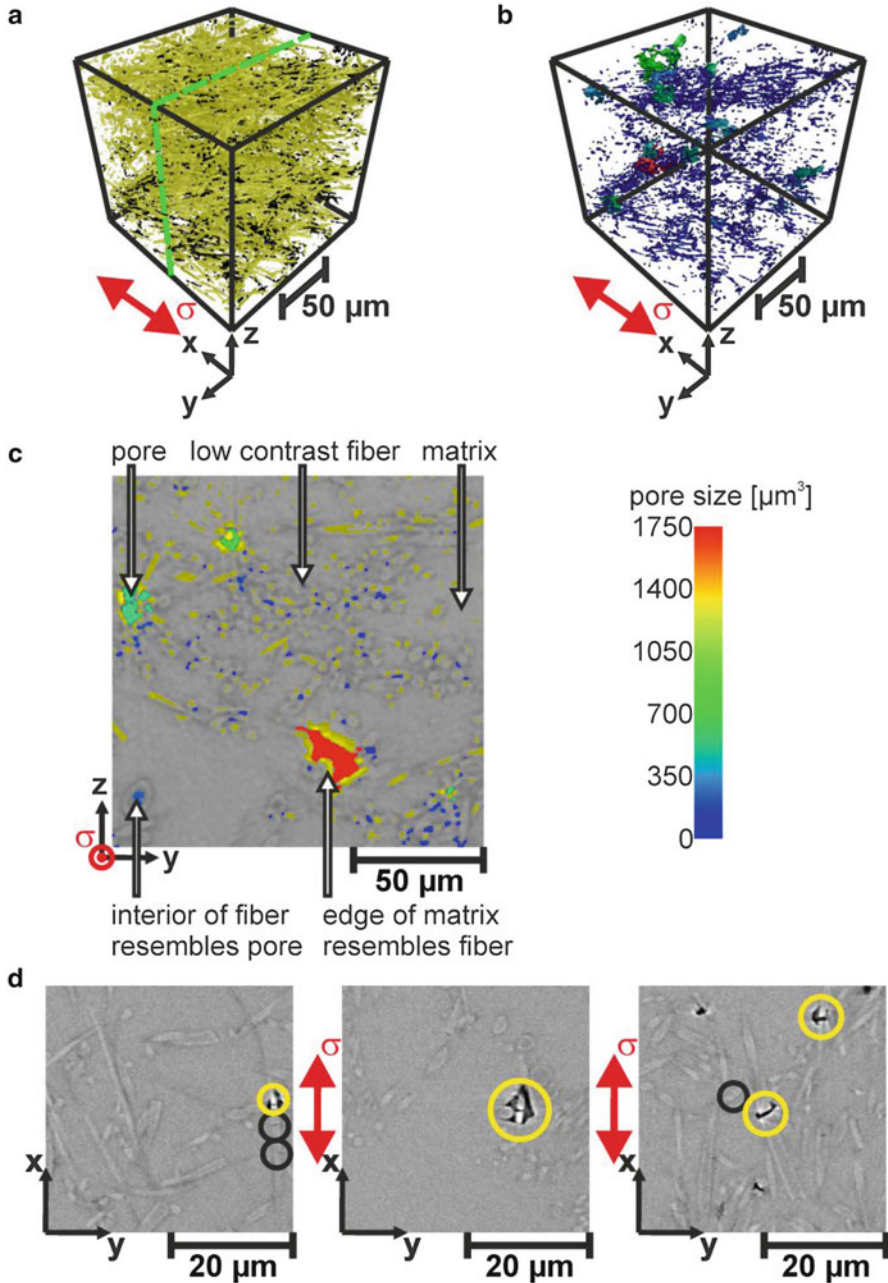 a
b
σ
50 µm
x
z
y
σ
50 µm
x
z
y
c
pore
low contrast fiber
matrix
pore size [µm³]
1750
1400
1050
700
350
0
z
σ
y
50 µm
interior of fiber
resembles pore
edge of matrix
resembles fiber
d
σ
σ
x
y
20 µm
x
y
20 µm
x
y
20 µm